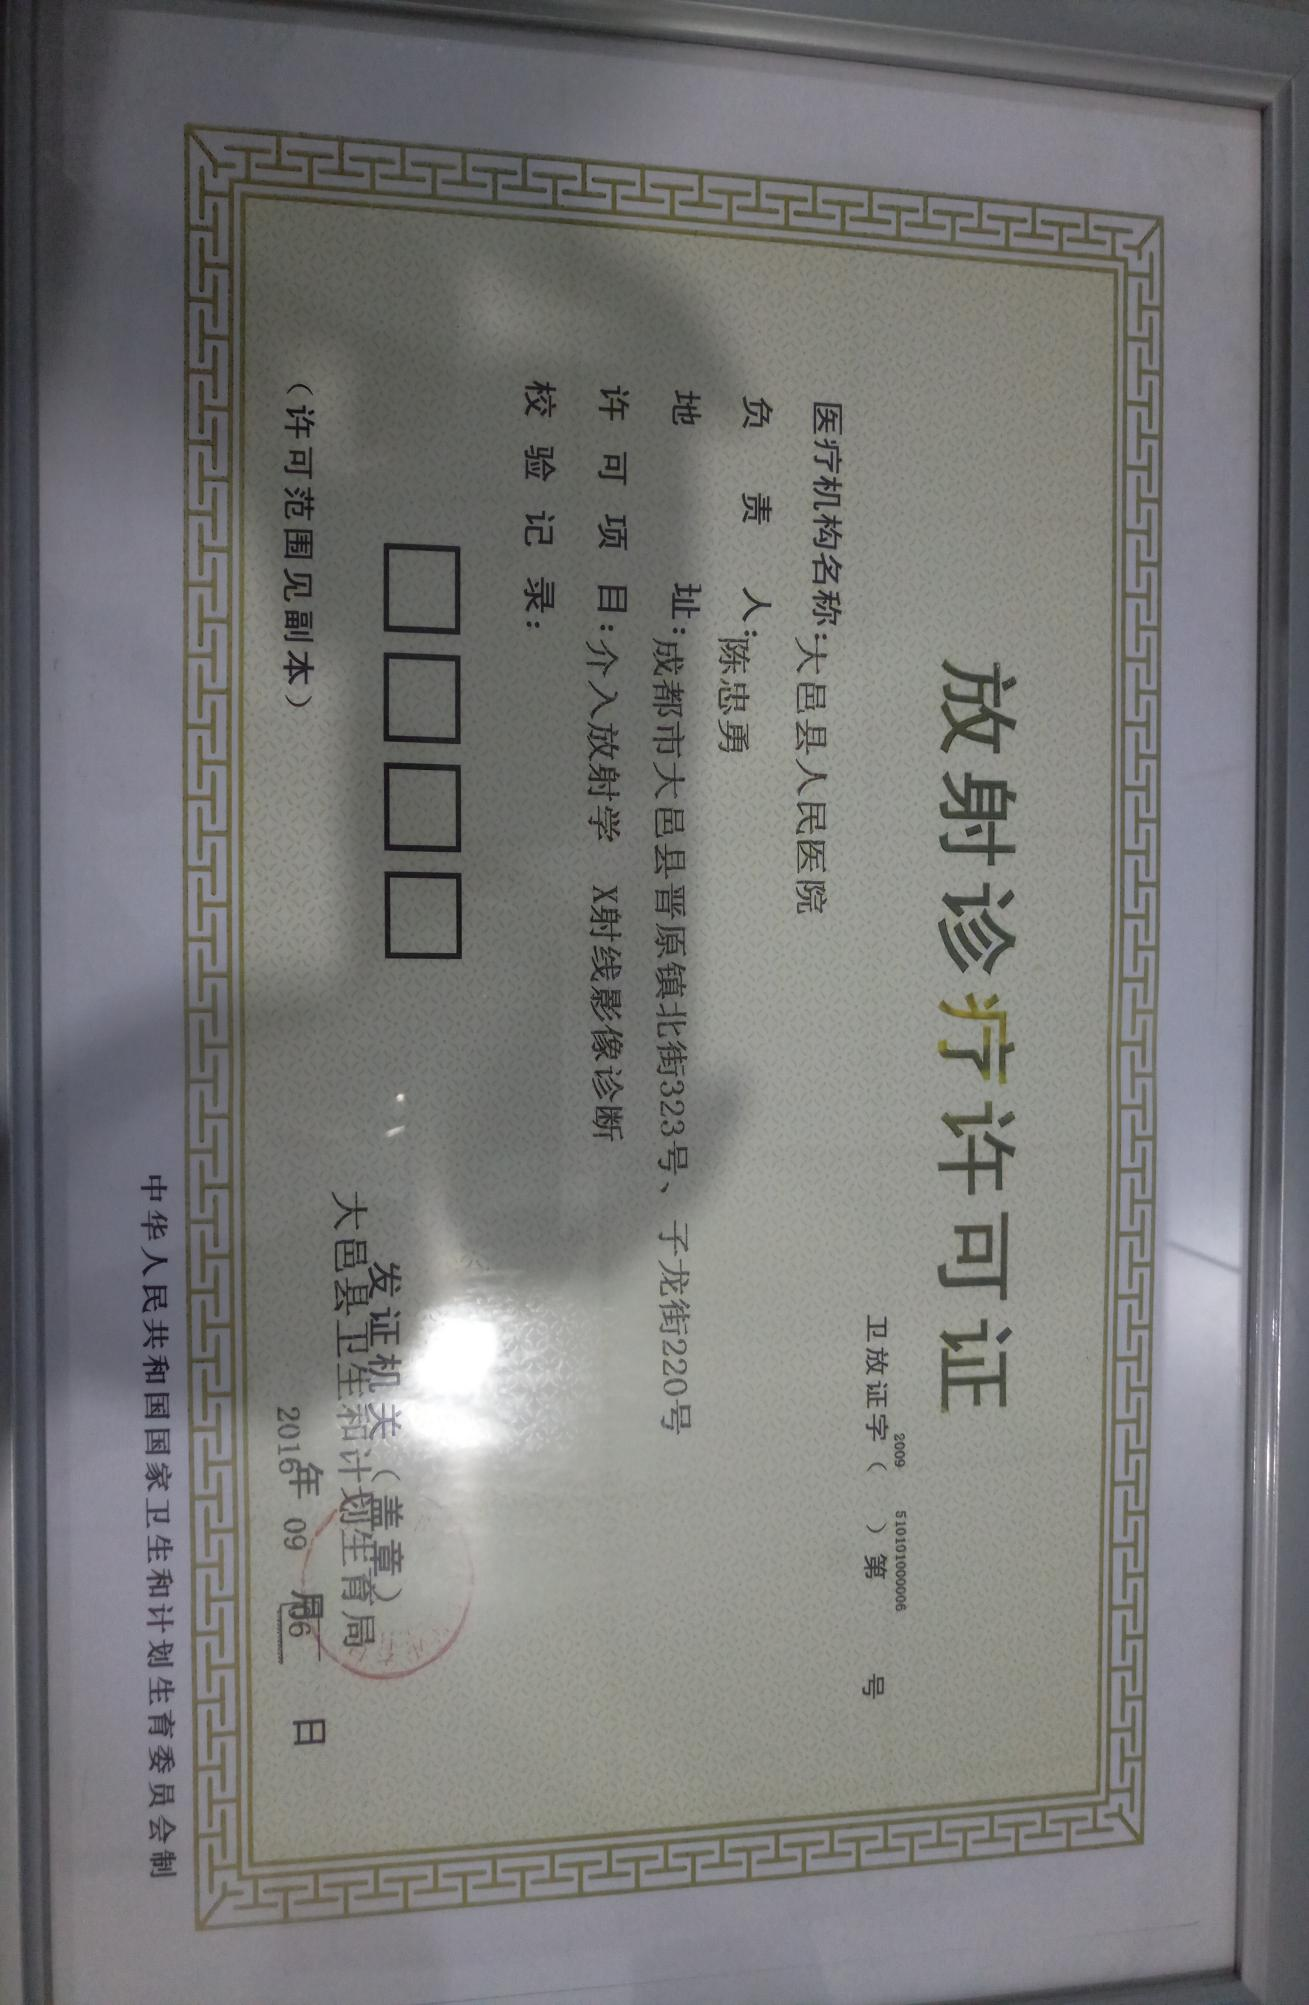 放射诊疗许可证
卫放证字（2009）第510101000006号
医疗机构名称：大邑县人民医院
负责人：陈忠勇
地址：成都市大邑县晋原镇北街323号、子龙街220号
许可项目：介入放射学 X射线影像诊断
校验记录：
发证机关（盖章）
大邑县卫生和计划生育局
2016年09月06日
（许可范围见副本）
中华人民共和国国家卫生和计划生育委员会制